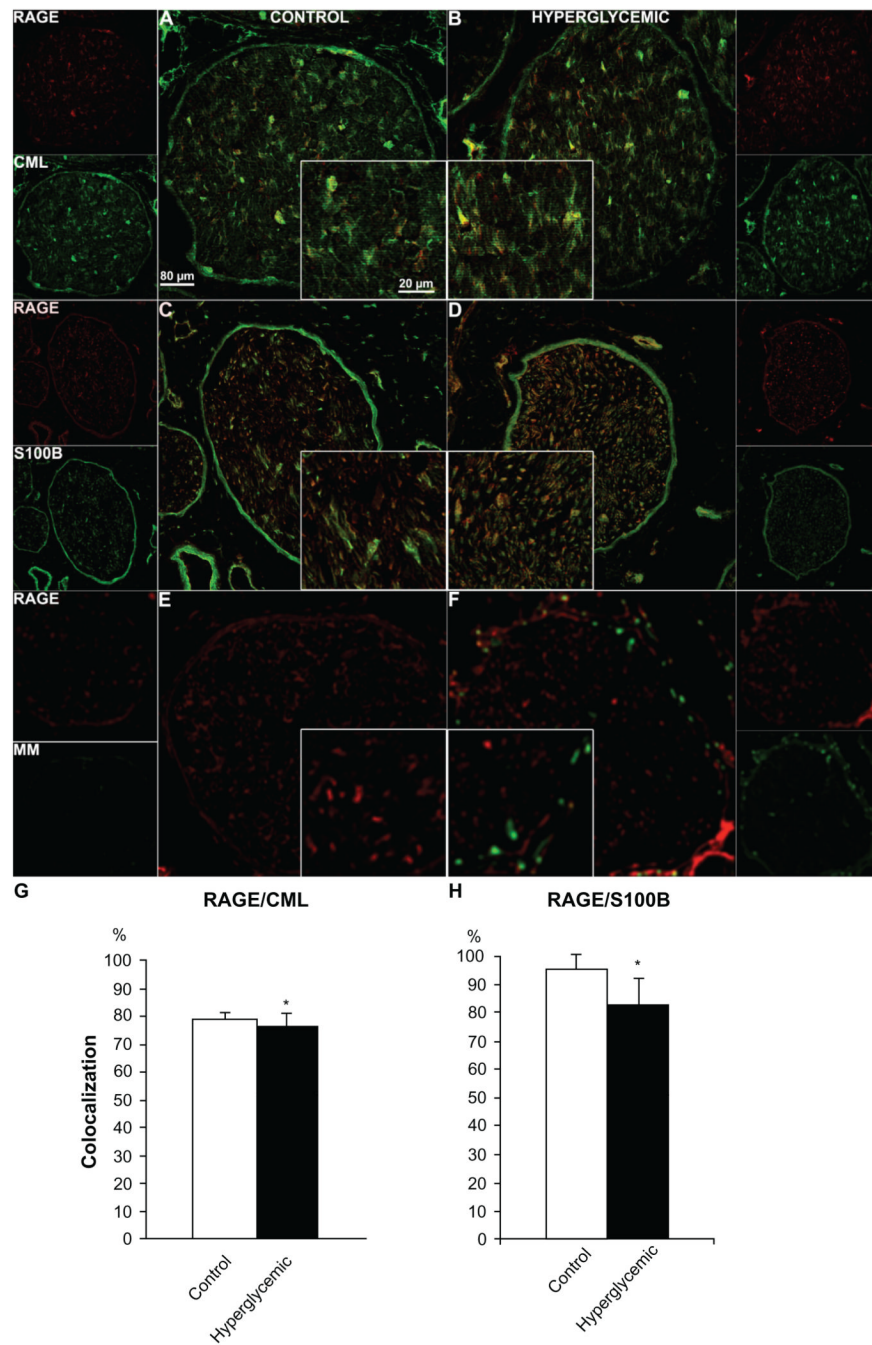 RAGE
A
CONTROL
B
HYPERGLYCEMIC
CML
80 µm
20 µm
RAGE
C
D
S100B
RAGE
E
F
MM
G
RAGE/CML
H
RAGE/S100B
%
100
90
80
70
60
50
40
30
20
10
0
*
Colocalization
Control
Hyperglycemic
%
100
90
80
70
60
50
40
30
20
10
0
*
Control
Hyperglycemic